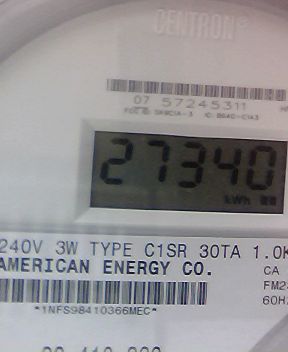 CENTRON®
07 57245311
27340
kWh
240V 3W TYPE C1SR 30TA 1.0K
AMERICAN ENERGY CO.
CA
FM2
60H
*1NFS98410366MEC*